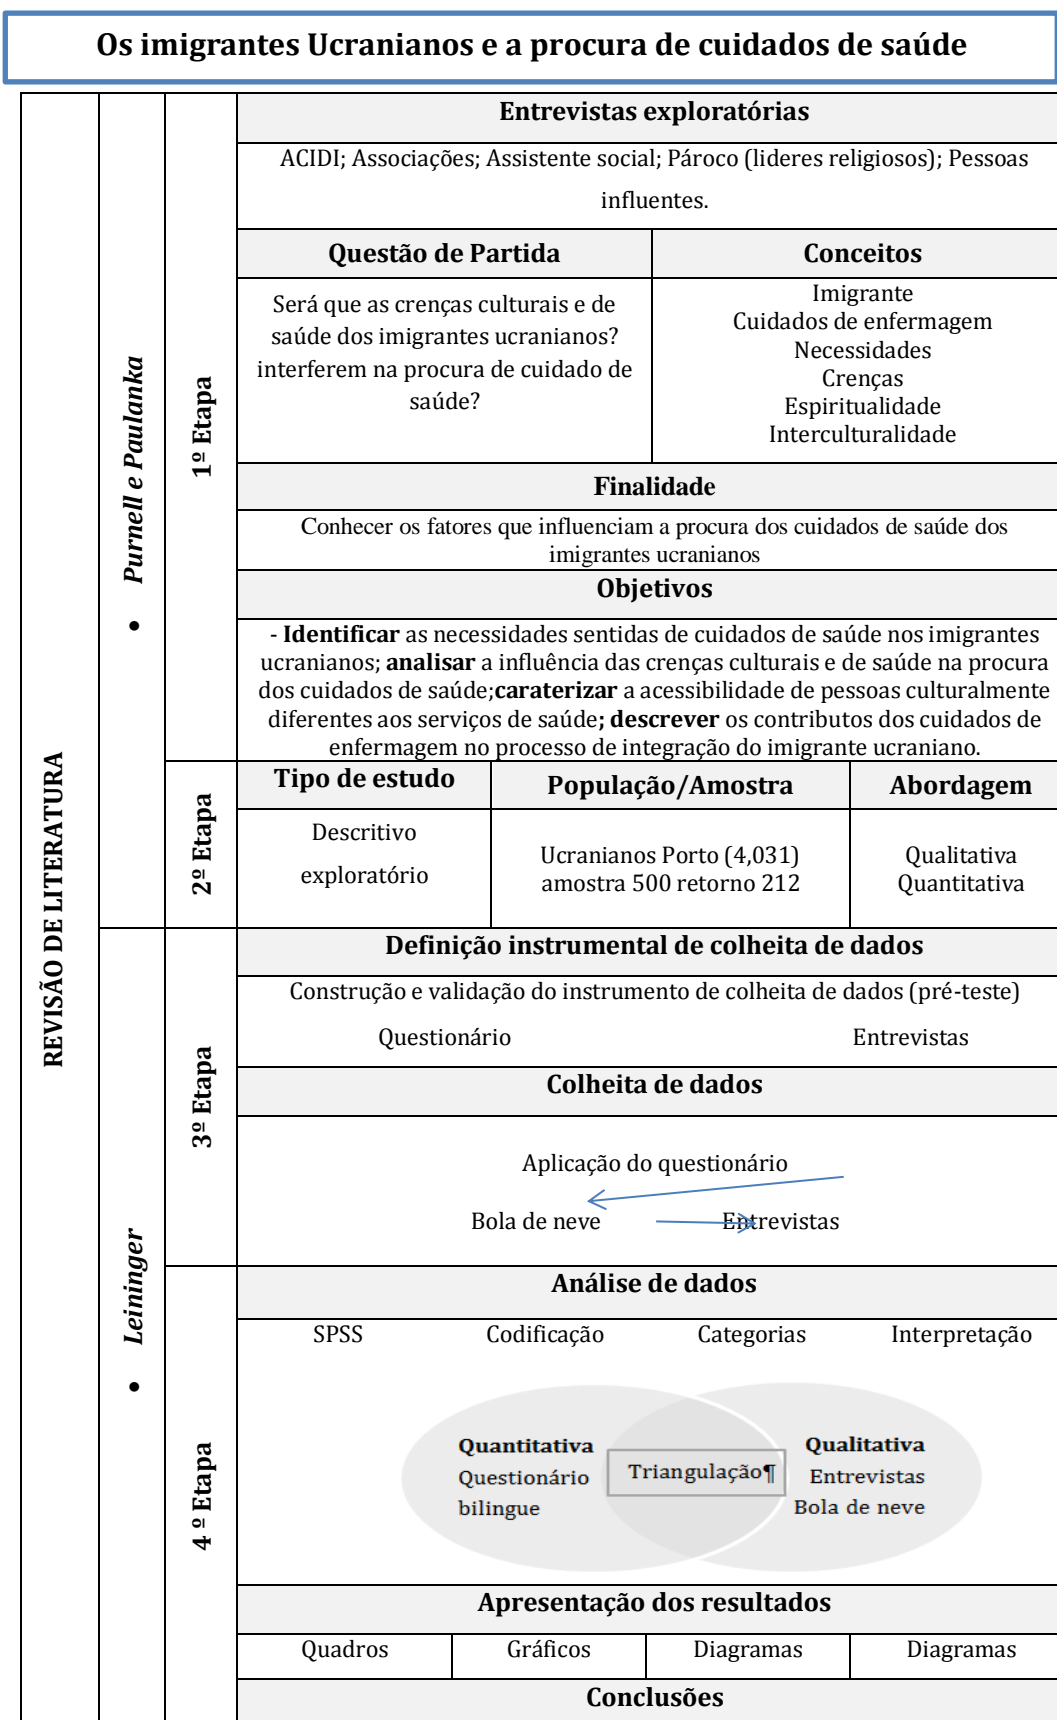 Os imigrantes Ucranianos e a procura de cuidados de saúde
REVISÃO DE LITERATURA
• Purnell e Paulanka
1º Etapa
Entrevistas exploratórias
ACIDI; Associações; Assistente social; Pároco (lideres religiosos); Pessoas
influentes.
Questão de Partida
Conceitos
Será que as crenças culturais e de
saúde dos imigrantes ucranianos?
interferem na procura de cuidado de
saúde?
Imigrante
Cuidados de enfermagem
Necessidades
Crenças
Espiritualidade
Interculturalidade
Finalidade
Conhecer os fatores que influenciam a procura dos cuidados de saúde dos
imigrantes ucranianos
Objetivos
- Identificar as necessidades sentidas de cuidados de saúde nos imigrantes
ucranianos; analisar a influência das crenças culturais e de saúde na procura
dos cuidados de saúde;caraterizar a acessibilidade de pessoas culturalmente
diferentes aos serviços de saúde; descrever os contributos dos cuidados de
enfermagem no processo de integração do imigrante ucraniano.
2º Etapa
Tipo de estudo
População/Amostra
Abordagem
Descritivo
exploratório
Ucranianos Porto (4,031)
amostra 500 retorno 212
Qualitativa
Quantitativa
• Leininger
3º Etapa
Definição instrumental de colheita de dados
Construção e validação do instrumento de colheita de dados (pré-teste)
Questionário Entrevistas
Colheita de dados
Aplicação do questionário
Bola de neve Entrevistas
4 º Etapa
Análise de dados
SPSS Codificação Categorias Interpretação
Quantitativa
Questionário
bilingue
Triangulação¶
Qualitativa
Entrevistas
Bola de neve
Apresentação dos resultados
Quadros Gráficos Diagramas Diagramas
Conclusões